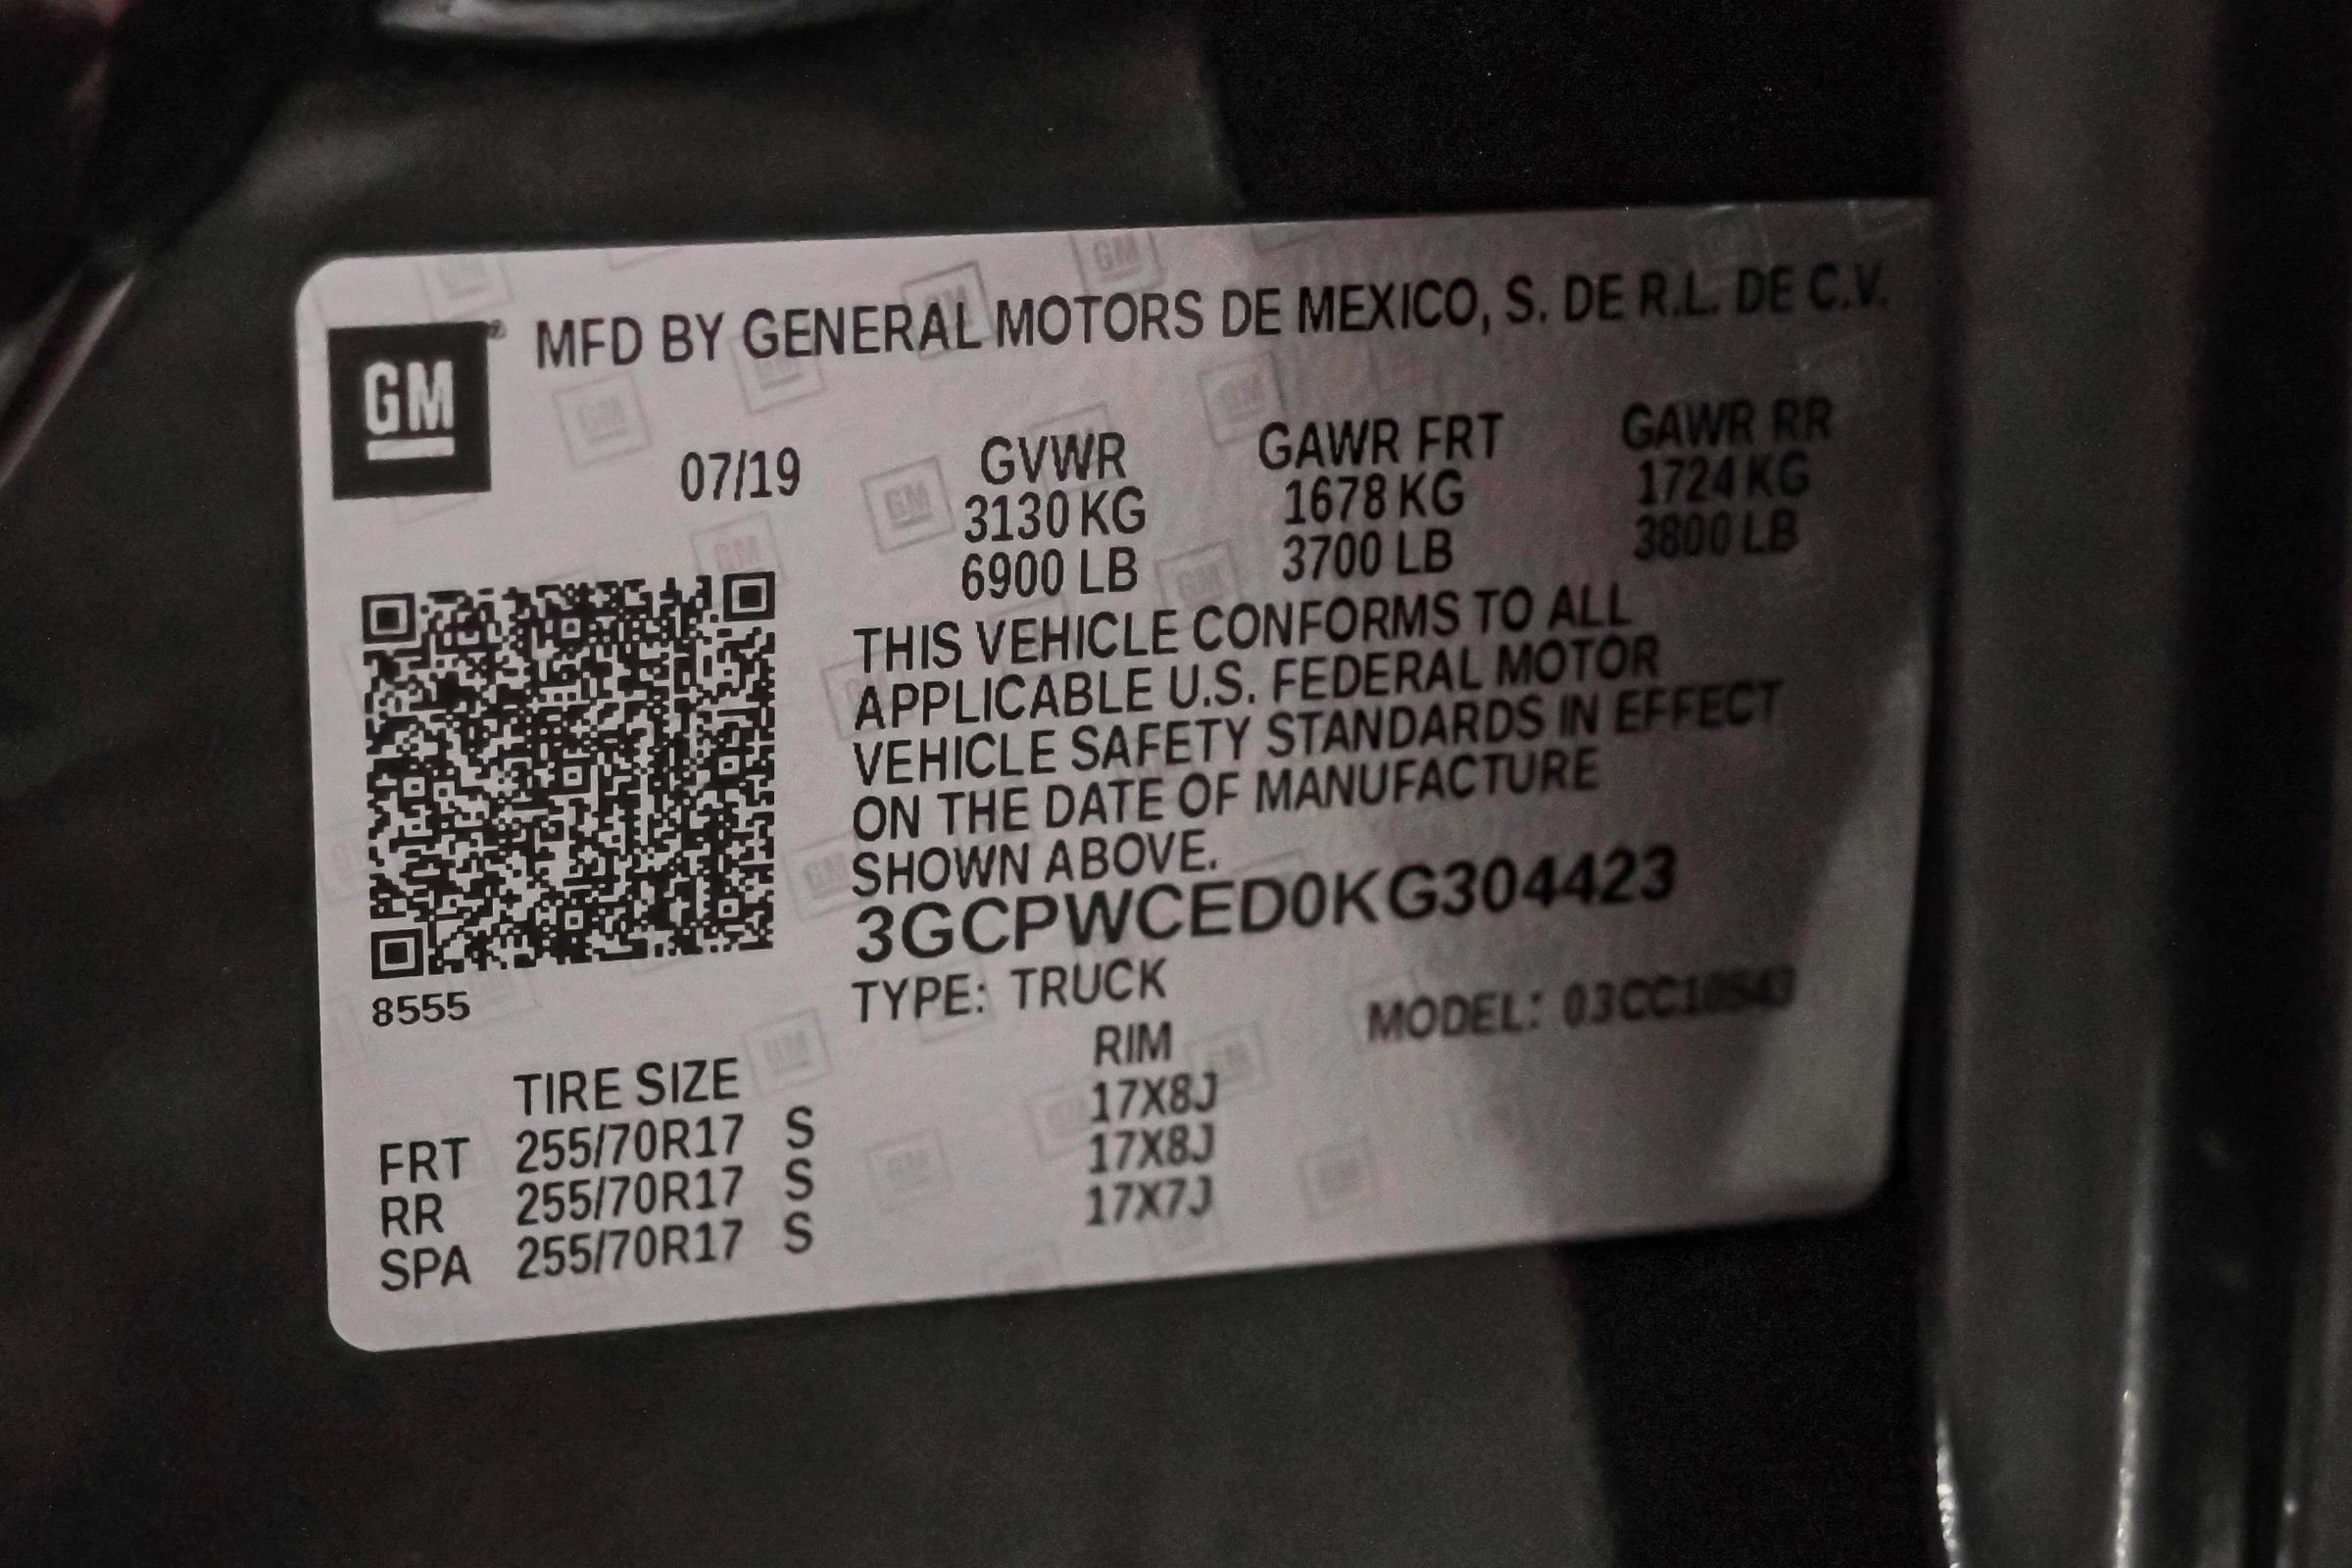 GM
MFD BY GENERAL MOTORS DE MEXICO, S. DE R.L. DE C.V.
07/19
GVWR GAWR FRT GAWR RR
3130 KG 1678 KG 1724 KG
6900 LB 3700 LB 3800 LB
THIS VEHICLE CONFORMS TO ALL
APPLICABLE U.S. FEDERAL MOTOR
VEHICLE SAFETY STANDARDS IN EFFECT
ON THE DATE OF MANUFACTURE
SHOWN ABOVE.
3GCPWCED0KG304423
8555
TYPE: TRUCK MODEL: 03CC10543
TIRE SIZE RIM
FRT 255/70R17 S 17X8J
RR 255/70R17 S 17X8J
SPA 255/70R17 S 17X7J